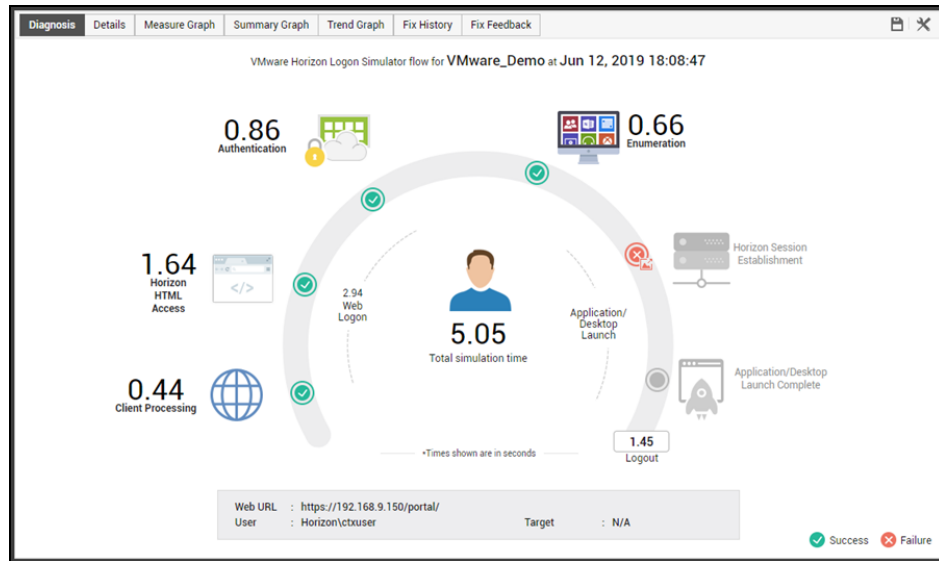 Diagnosis Details Measure Graph Summary Graph Trend Graph Fix History Fix Feedback
VMware Horizon Logon Simulator flow for VMware_Demo at Jun 12, 2019 18:08:47
0.86
Authentication
0.66
Enumeration
1.64
Horizon
HTML
Access
</>
Horizon Session
Establishment
2.94
Web
Logon
Application/
Desktop
Launch
5.05
Total simulation time
0.44
Client Processing
Application/Desktop
Launch Complete
1.45
Logout
*Times shown are in seconds
Web URL : https://192.168.9.150/portal/
User : Horizon\ctxuser Target : N/A
Success Failure